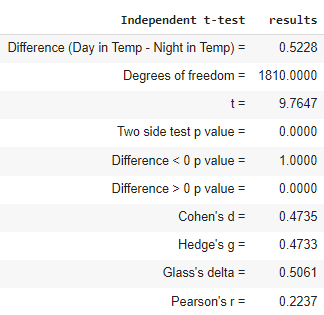 Independent t-test results
Difference (Day in Temp - Night in Temp) = 0.5228
Degrees of freedom = 1810.0000
t = 9.7647
Two side test p value = 0.0000
Difference < 0 p value = 1.0000
Difference > 0 p value = 0.0000
Cohen's d = 0.4735
Hedge's g = 0.4733
Glass's delta = 0.5061
Pearson's r = 0.2237